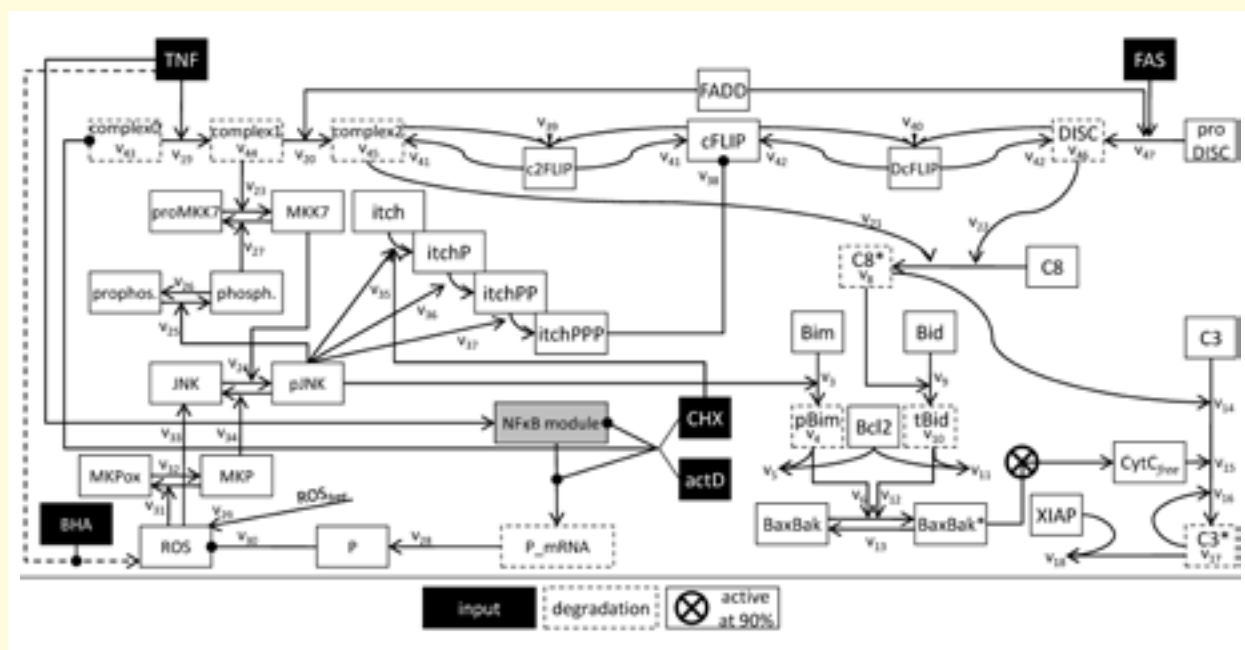 TNF
FAS
FADD
complex0
v43
v19
complex1
v44
v20
complex2
v45
v41
v39
c2FLIP
v41
cFLIP
v38
v42
v40
DcFLIP
v42
DISC
v46
v47
pro
DISC
v23
proMKK7
MKK7
v27
itch
itchP
itchPP
itchPPP
v35
v36
v37
v21
v22
C8*
v8
C8
prophos.
v26
phosph.
v25
v24
JNK
pJNK
Bim
Bid
C3
v3
v9
v14
pBim
v4
Bcl2
tBid
v10
v5
v11
v12
CHX
NFκB module
actD
v33
v34
MKPox
v32
MKP
v31
v29
BHA
ROS
v30
P
v28
P_mRNA
BaxBak
v13
BaxBak*
CytCfree
v15
v16
XIAP
v18
C3*
v17
input
degradation
active
at 90%